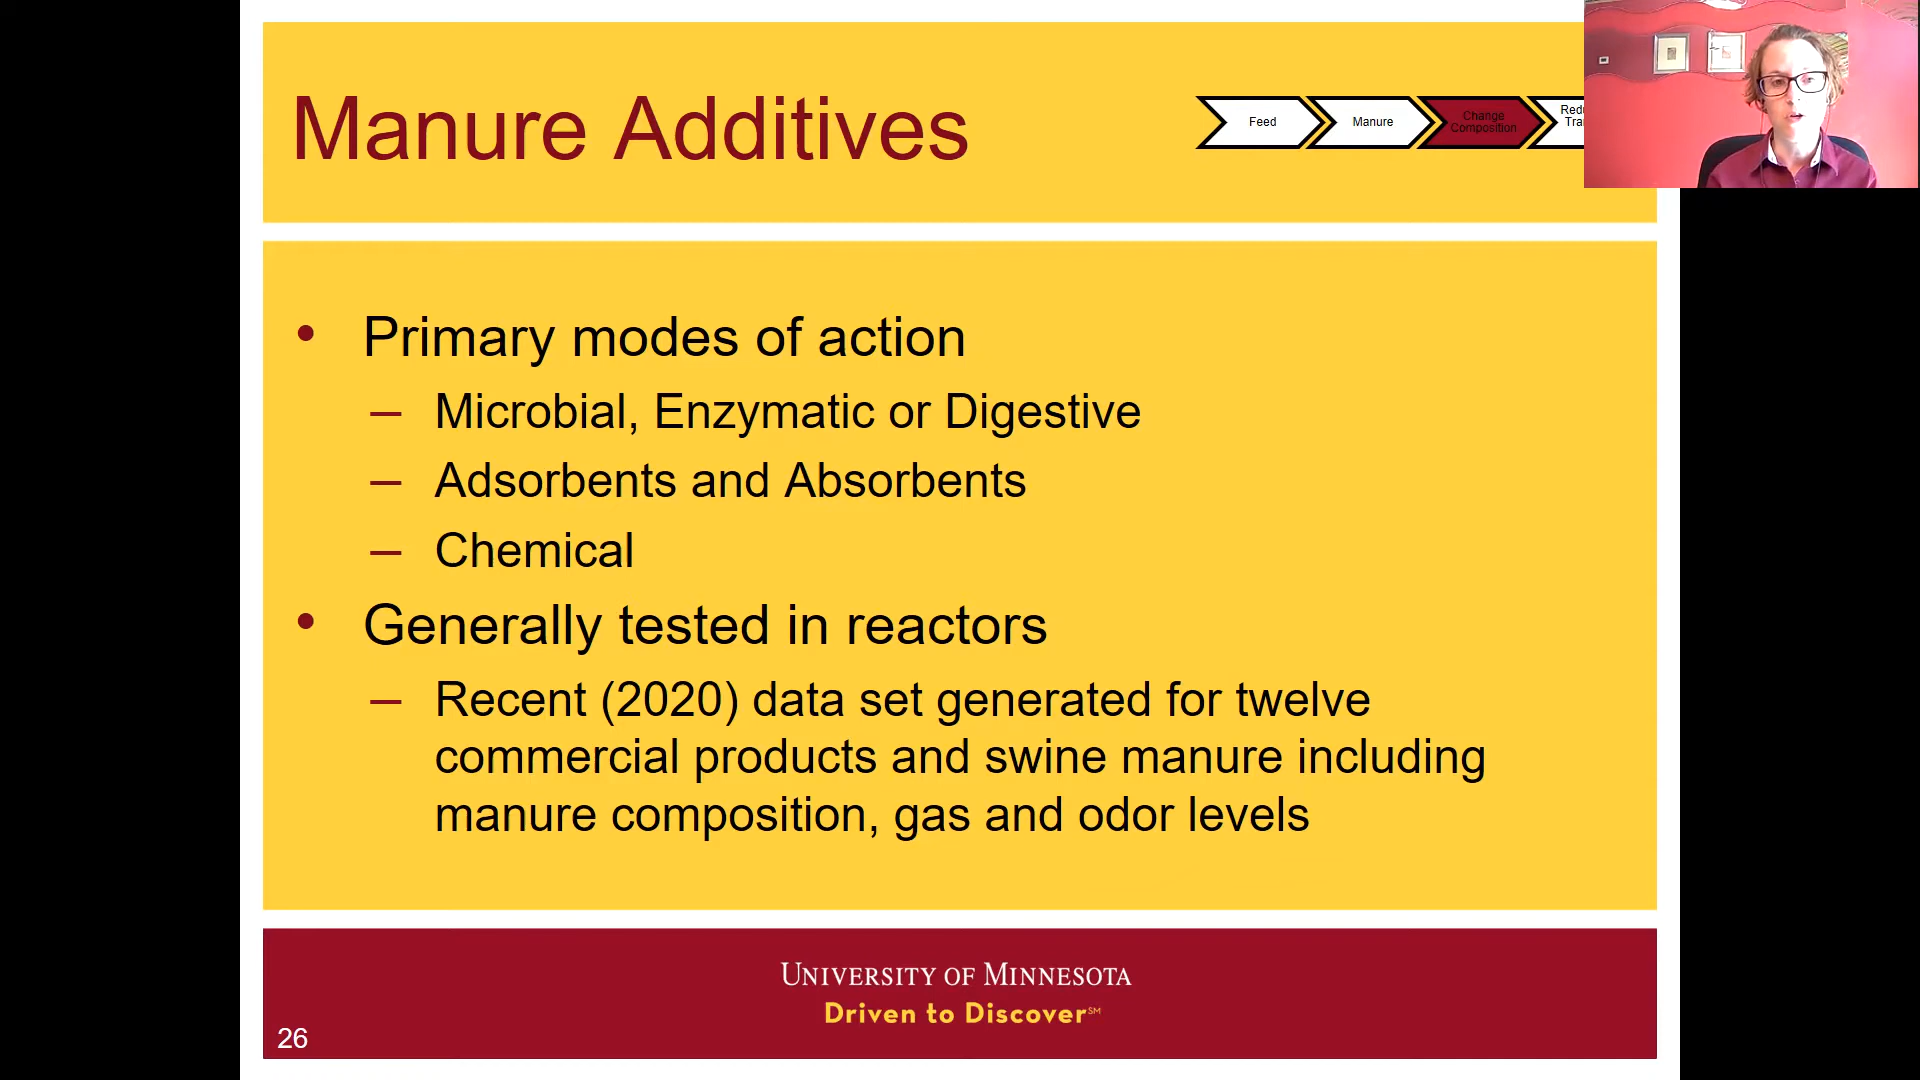 Manure Additives
Feed
Manure
Change
Composition
• Primary modes of action
– Microbial, Enzymatic or Digestive
– Adsorbents and Absorbents
– Chemical
• Generally tested in reactors
– Recent (2020) data set generated for twelve
commercial products and swine manure including
manure composition, gas and odor levels
UNIVERSITY OF MINNESOTA
Driven to Discover℠
26